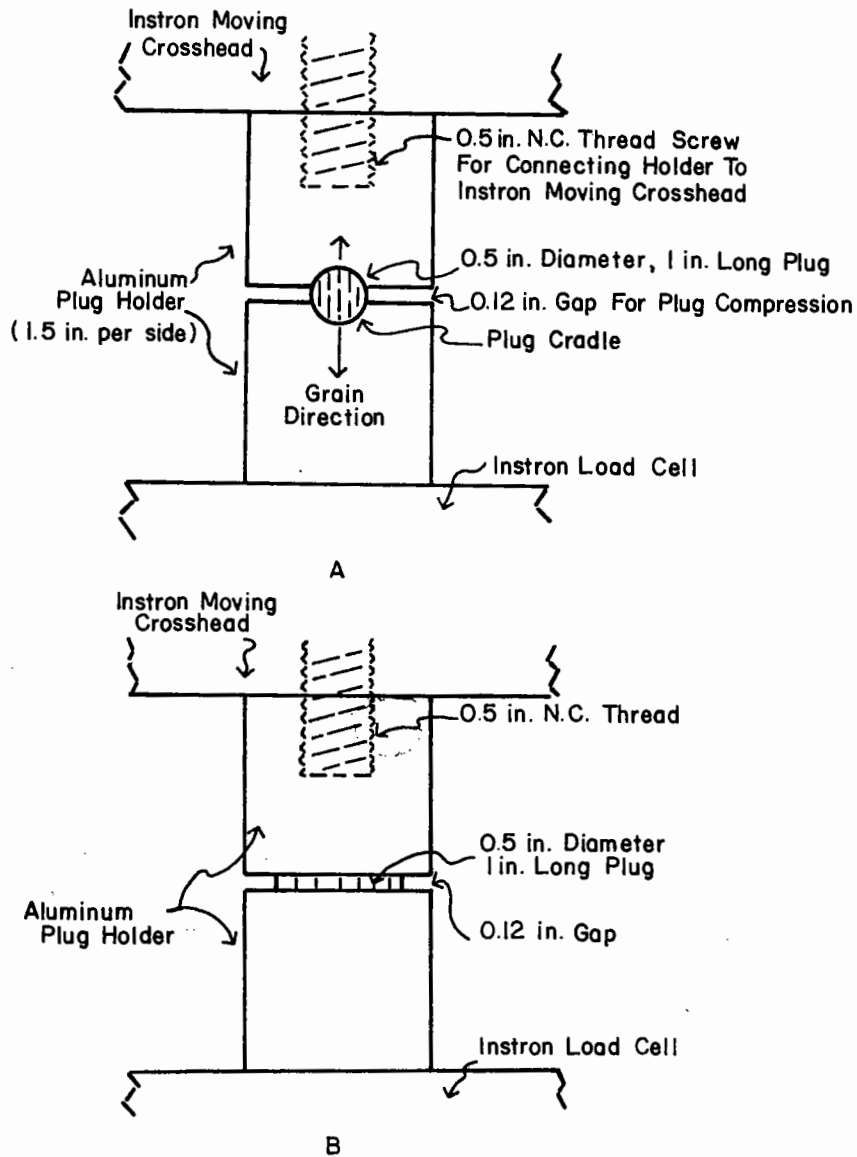 Instron Moving
Crosshead
0.5 in. N.C. Thread Screw
For Connecting Holder To
Instron Moving Crosshead
0.5 in. Diameter, 1 in. Long Plug
Aluminum
Plug Holder
(1.5 in. per side)
0.12 in. Gap For Plug Compression
Plug Cradle
Grain
Direction
Instron Load Cell
A
Instron Moving
Crosshead
0.5 in. N.C. Thread
0.5 in. Diameter
1 in. Long Plug
Aluminum
Plug Holder
0.12 in. Gap
Instron Load Cell
B